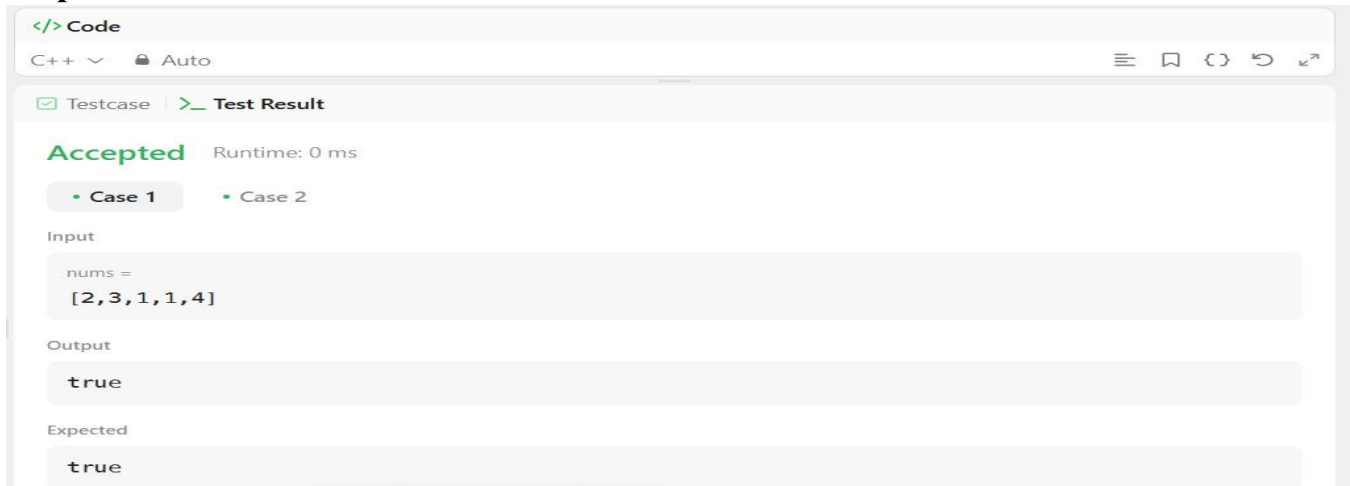 </> Code
C++ Auto
Testcase >_ Test Result
Accepted Runtime: 0 ms
• Case 1 • Case 2
Input
nums =
[2,3,1,1,4]
Output
true
Expected
true